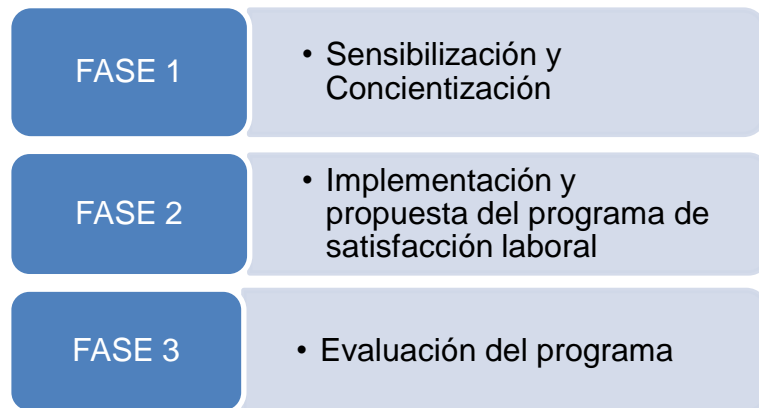 FASE 1
• Sensibilización y
Concientización
FASE 2
• Implementación y
propuesta del programa de
satisfacción laboral
FASE 3
• Evaluación del programa